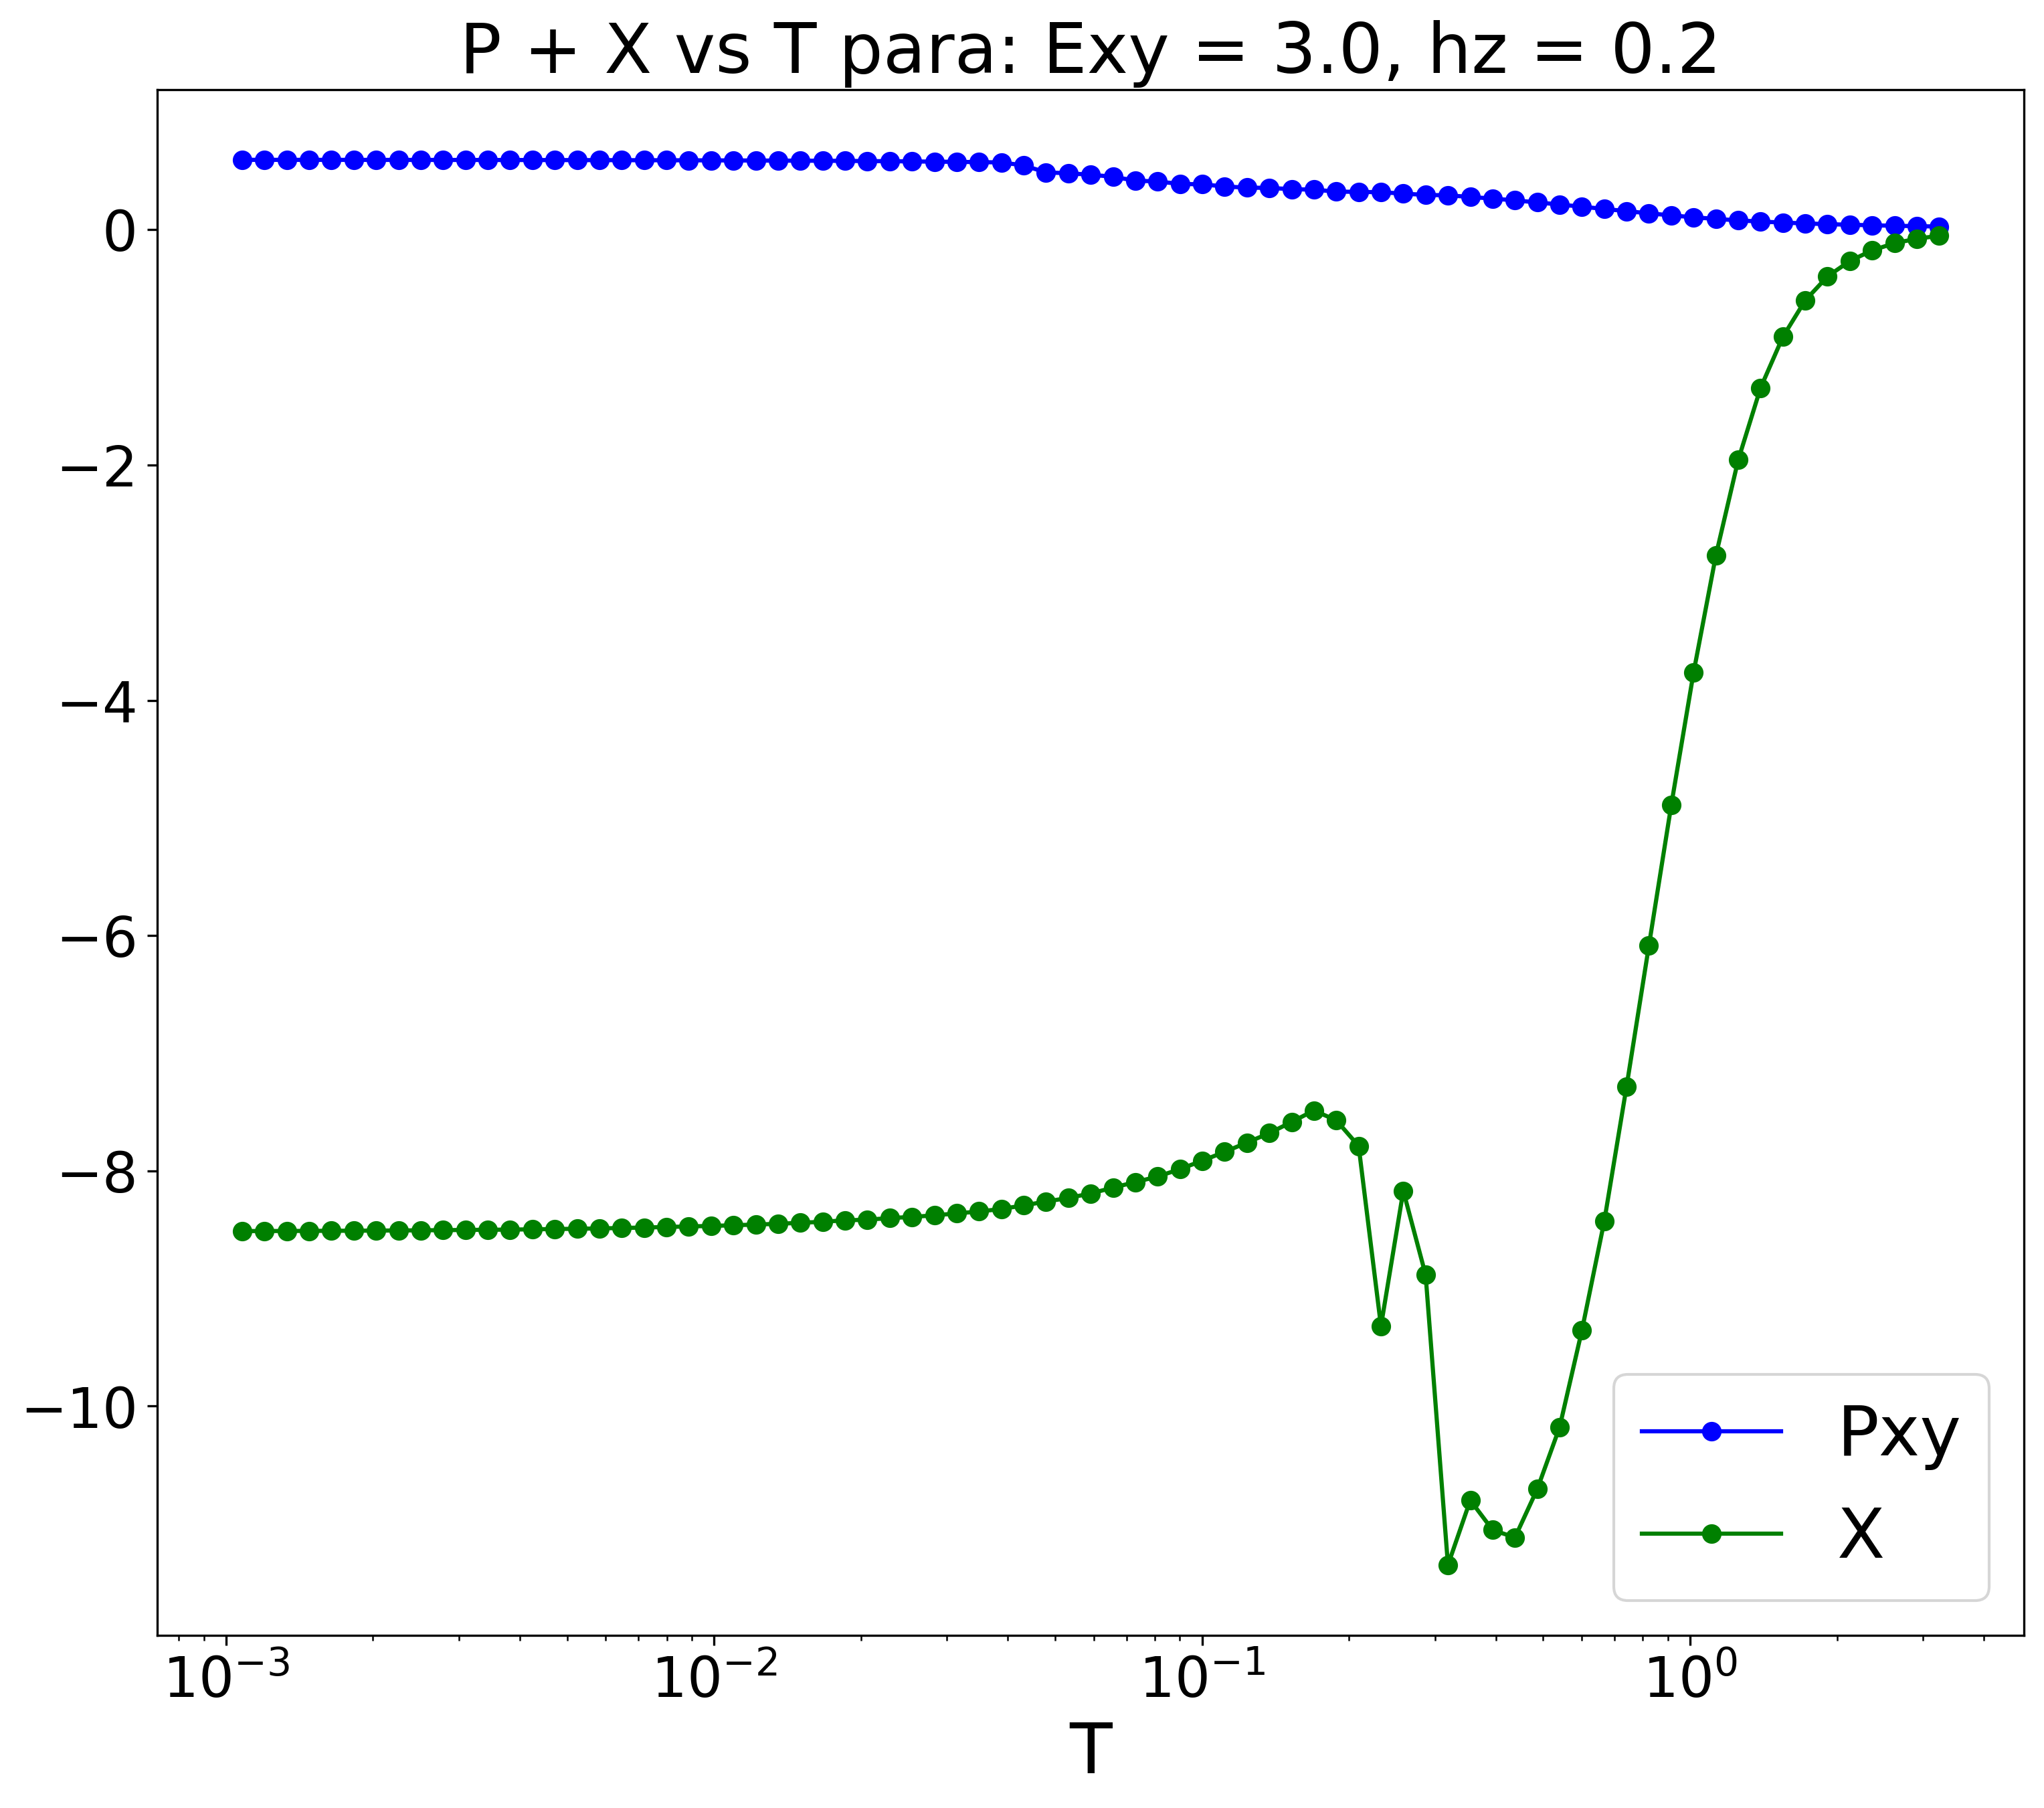 P + X vs T para: Exy = 3.0, hz = 0.2
0
−2
−4
−6
−8
−10
10⁻³ 10⁻² 10⁻¹ 10⁰
T
Pxy
X